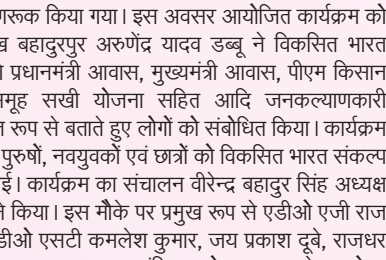 गरूक किया गया। इस अवसर आयोजित कार्यक्रम को
ख बहादुरपुर अरुणेंद्र यादव डब्बू ने विकसित भारत
प्रधानमंत्री आवास, मुख्यमंत्री आवास, पीएम किसान
समूह सखी योजना सहित आदि जनकल्याणकारी
रूप से बताते हुए लोगों को संबोधित किया। कार्यक्रम
पुरुषों, नवयुवकों एवं छात्रों को विकसित भारत संकल्प
ई। कार्यक्रम का संचालन वीरेन्द्र बहादुर सिंह अध्यक्ष
ने किया। इस मौके पर प्रमुख रूप से एडीओ एजी राज
डीओ एसटी कमलेश कुमार, जय प्रकाश दूबे, राजधर